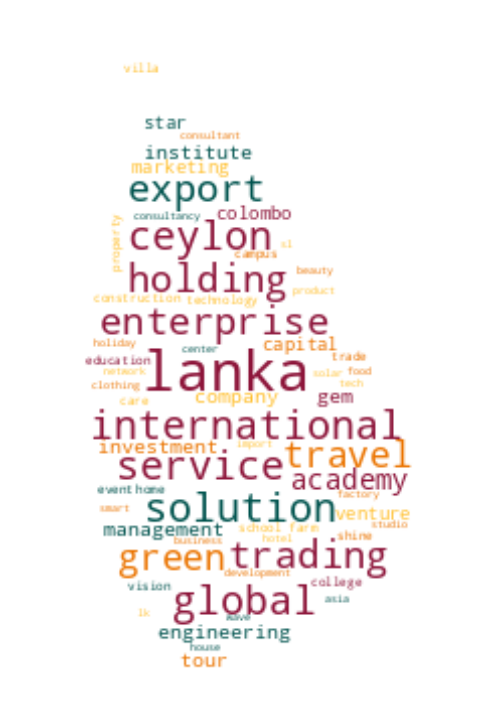 villa
star
consultant
institute
marketing
export
consultancy colombo
property
ceylon
sl
campus
holding
beauty
product
construction technology
enterprise
holiday
center
capital
education
lanka
trade
network
solar food
clothing
tech
care
company
gem
international
investment
import
travel
service
academy
event home
factory
smart
solution
venture
management
school farm
studio
business
hotel
shine
green
trading
development
vision
college
global
asia
lk
wave
engineering
house
tour